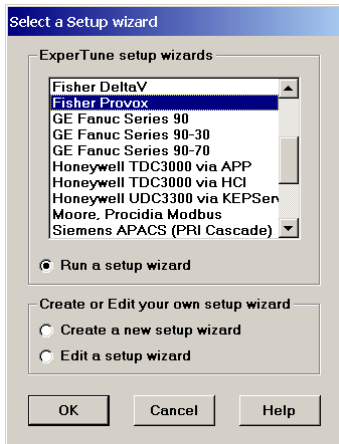 Select a Setup wizard
ExperTune setup wizards
Fisher DeltaV
Fisher Provox
GE Fanuc Series 90
GE Fanuc Series 90-30
GE Fanuc Series 90-70
Honeywell TDC3000 via APP
Honeywell TDC3000 via HCI
Honeywell UDC3300 via KEPServ
Moore, Procidia Modbus
Siemens APACS (PRI Cascade)
Run a setup wizard
Create or Edit your own setup wizard
Create a new setup wizard
Edit a setup wizard
OK Cancel Help